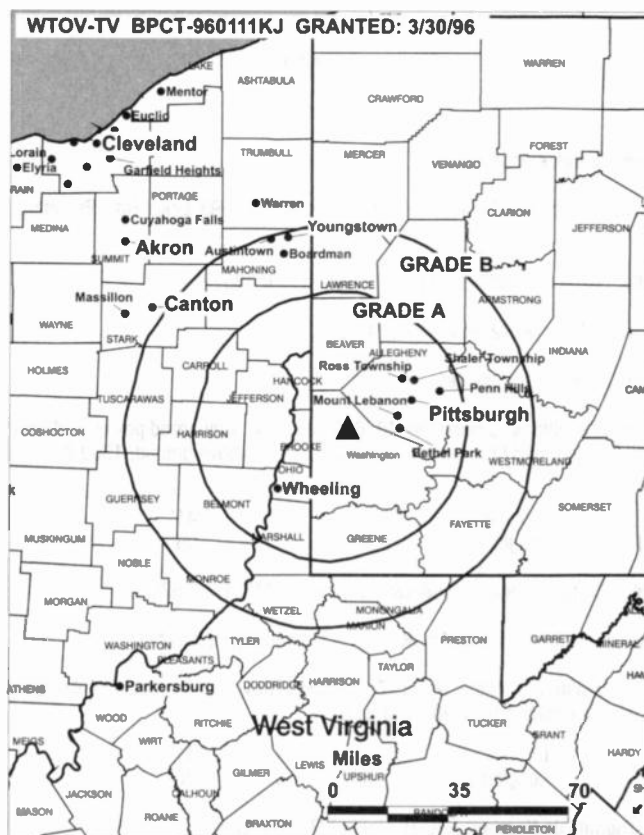 WTOV-TV BPCT-960111KJ GRANTED: 3/30/96
LAKE
ASHTABULA
WARREN
Mentor
CRAWFORD
Euclid
Cleveland
Lorain
Elyria
Garfield Heights
TRUMBULL
MERCER
VENANGO
FOREST
MEDINA
PORTAGE
Warren
CLARION
JEFFERSON
Cuyahoga Falls
Youngstown
Akron
Austintown
Boardman
SUMMIT
MAHONING
GRADE B
LAWRENCE
Massillon
Canton
GRADE A
ARMSTRONG
WAYNE
STARK
BEAVER
ALLEGHENY
Shaler Township
INDIANA
HOLMES
CARROLL
Ross Township
HANCOCK
Penn Hills
TUSCARAWAS
JEFFERSON
Mount Lebanon
Pittsburgh
COSHOCTON
HARRISON
BROOKE
Washington
Bethel Park
WESTMORELAND
OHIO
Wheeling
GUERNSEY
BELMONT
SOMERSET
MUSKINGUM
MARSHALL
GREENE
FAYETTE
NOBLE
MONROE
MORGAN
WETZEL
MONONGALIA
MARION
WASHINGTON
TYLER
PRESTON
GARRET
MINERAL
PLEASANTS
TAYLOR
ATHENS
Parkersburg
DODDRIDGE
HARRISON
WOOD
RITCHIE
West Virginia
TUCKER
GRANT
MEIGS
WIRT
HARDY
LEWIS
Miles
UPSHUR
GILMER
JACKSON
CALHOUN
0 35 70
MASON
ROANE
BRAXTON
PENDLETON